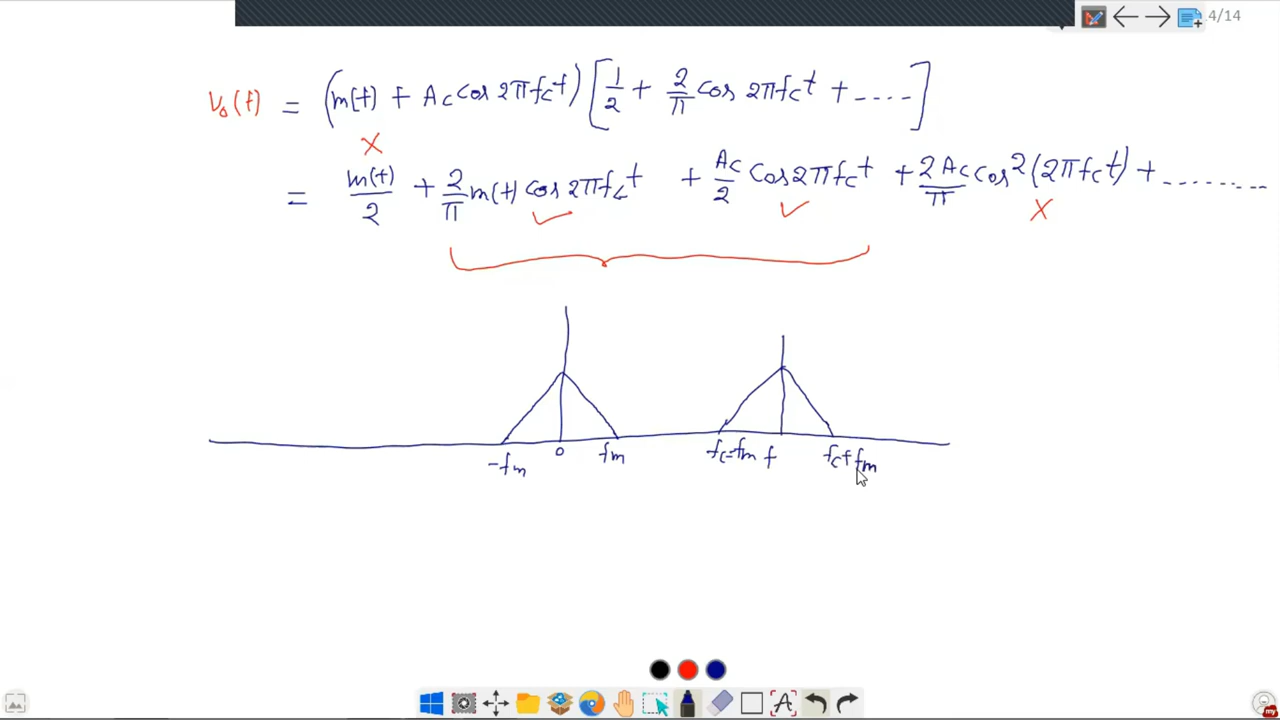 4/14
V₀(t) = (m(t) + Ac cos 2πfct) [1/2 + 2/π cos 2πfct + ....]
X
= m(t)/2 + 2/π m(t) cos 2πfct + Ac/2 cos 2πfct + 2Ac/π cos²(2πfct) + .........
✓ ✓ X
-fm 0 fm fc-fm f fc+fm
A
my